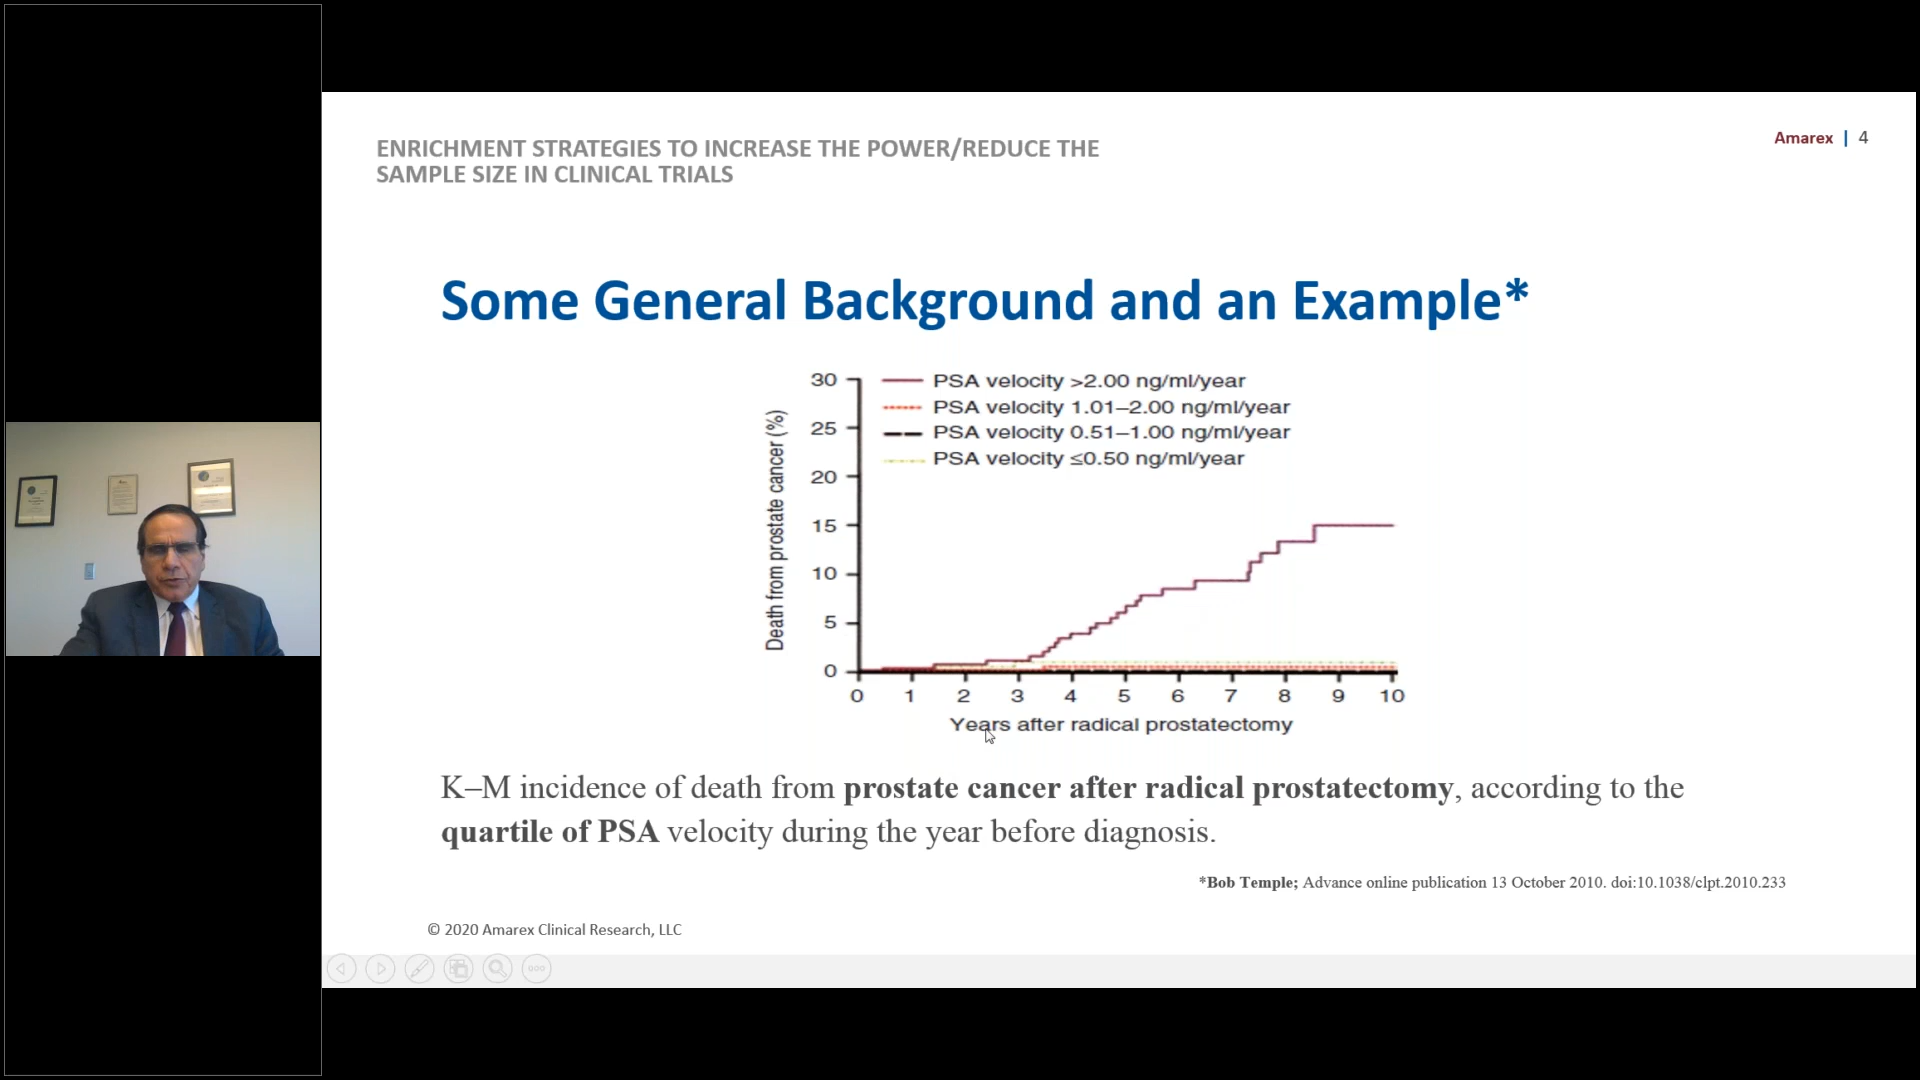 ENRICHMENT STRATEGIES TO INCREASE THE POWER/REDUCE THE
SAMPLE SIZE IN CLINICAL TRIALS
Amarex | 4
Some General Background and an Example*
PSA velocity >2.00 ng/ml/year
PSA velocity 1.01–2.00 ng/ml/year
PSA velocity 0.51–1.00 ng/ml/year
PSA velocity ≤0.50 ng/ml/year
Death from prostate cancer (%)
30
25
20
15
10
5
0
0 1 2 3 4 5 6 7 8 9 10
Years after radical prostatectomy
K–M incidence of death from prostate cancer after radical prostatectomy, according to the
quartile of PSA velocity during the year before diagnosis.
*Bob Temple; Advance online publication 13 October 2010. doi:10.1038/clpt.2010.233
© 2020 Amarex Clinical Research, LLC